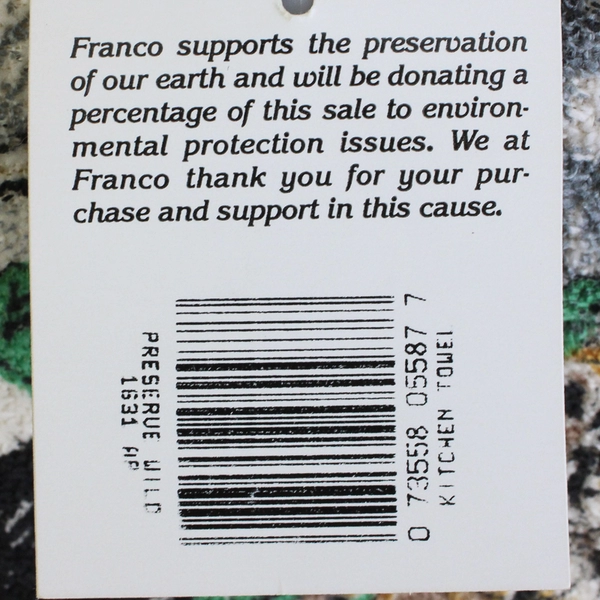 Franco supports the preservation
of our earth and will be donating a
percentage of this sale to environ-
mental protection issues. We at
Franco thank you for your pur-
chase and support in this cause.
PRESERVE WILD
1631
0 73558 05587 7
KITCHEN TOWEL